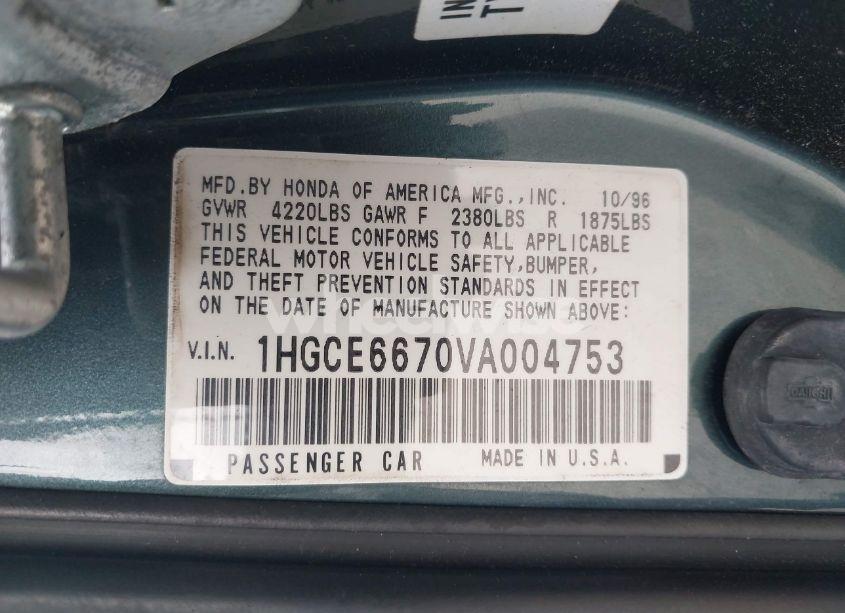 IN
T
MFD.BY HONDA OF AMERICA MFG.,INC. 10/96
GVWR 4220LBS GAWR F 2380LBS R 1875LBS
THIS VEHICLE CONFORMS TO ALL APPLICABLE
FEDERAL MOTOR VEHICLE SAFETY,BUMPER,
AND THEFT PREVENTION STANDARDS IN EFFECT
ON THE DATE OF MANUFACTURE SHOWN ABOVE:
V.I.N. 1HGCE6670VA004753
PASSENGER CAR MADE IN U.S.A.
DAIICHI